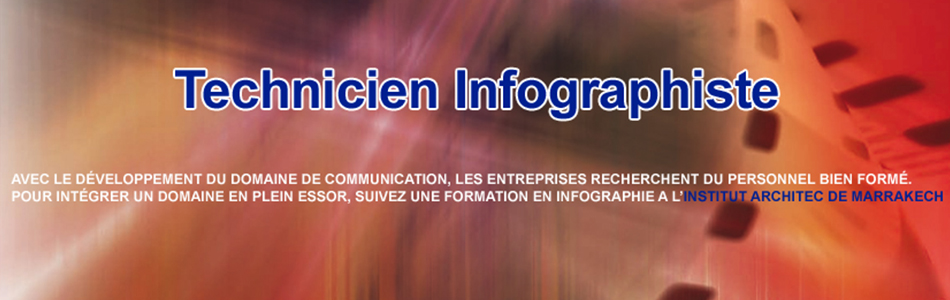 Technicien Infographiste
AVEC LE DÉVELOPPEMENT DU DOMAINE DE COMMUNICATION, LES ENTREPRISES RECHERCHENT DU PERSONNEL BIEN FORMÉ.
POUR INTÉGRER UN DOMAINE EN PLEIN ESSOR, SUIVEZ UNE FORMATION EN INFOGRAPHIE A L'INSTITUT ARCHITEC DE MARRAKECH